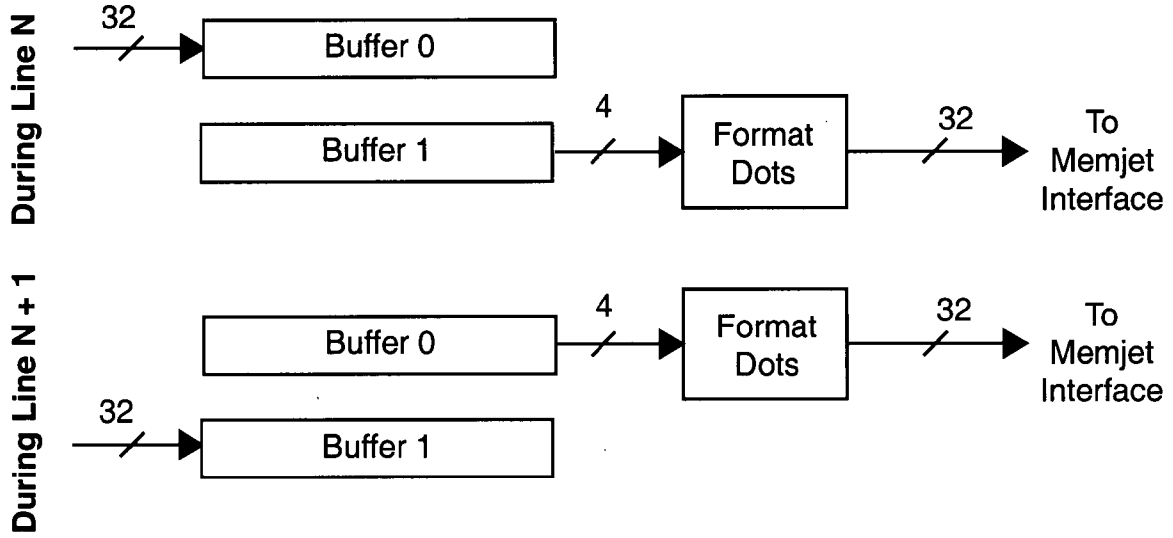 During Line N
32
Buffer 0
Buffer 1
4
Format
Dots
32
To
Memjet
Interface
During Line N + 1
Buffer 0
4
Format
Dots
32
To
Memjet
Interface
32
Buffer 1